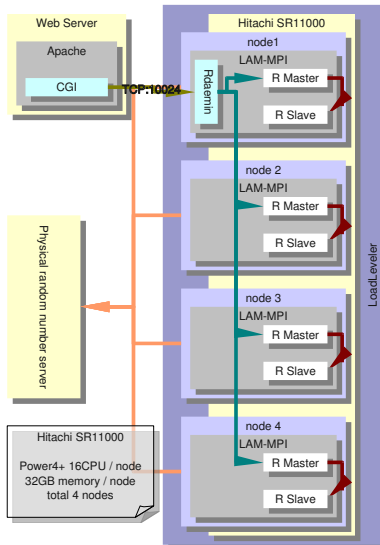 Web Server
Apache
CGI
TCP:10024
Hitachi SR11000
node1
LAM-MPI
Rdaemin
R Master
R Slave
node 2
LAM-MPI
R Master
R Slave
node 3
LAM-MPI
R Master
R Slave
node 4
LAM-MPI
R Master
R Slave
LoadLeveler
Physical random number server
Hitachi SR11000
Power4+ 16CPU / node
32GB memory / node
total 4 nodes